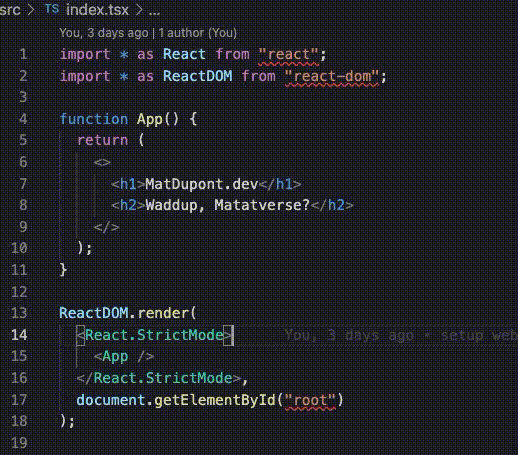 src > TS index.tsx > ...
You, 3 days ago | 1 author (You)
1 import * as React from "react";
2 import * as ReactDOM from "react-dom";
3
4 function App() {
5 return (
6 <>
7 <h1>MatDupont.dev</h1>
8 <h2>Waddup, Matatverse?</h2>
9 </>
10 );
11 }
12
13 ReactDOM.render(
14 <React.StrictMode> You, 3 days ago • setup web
15 <App />
16 </React.StrictMode>,
17 document.getElementById("root")
18 );
19